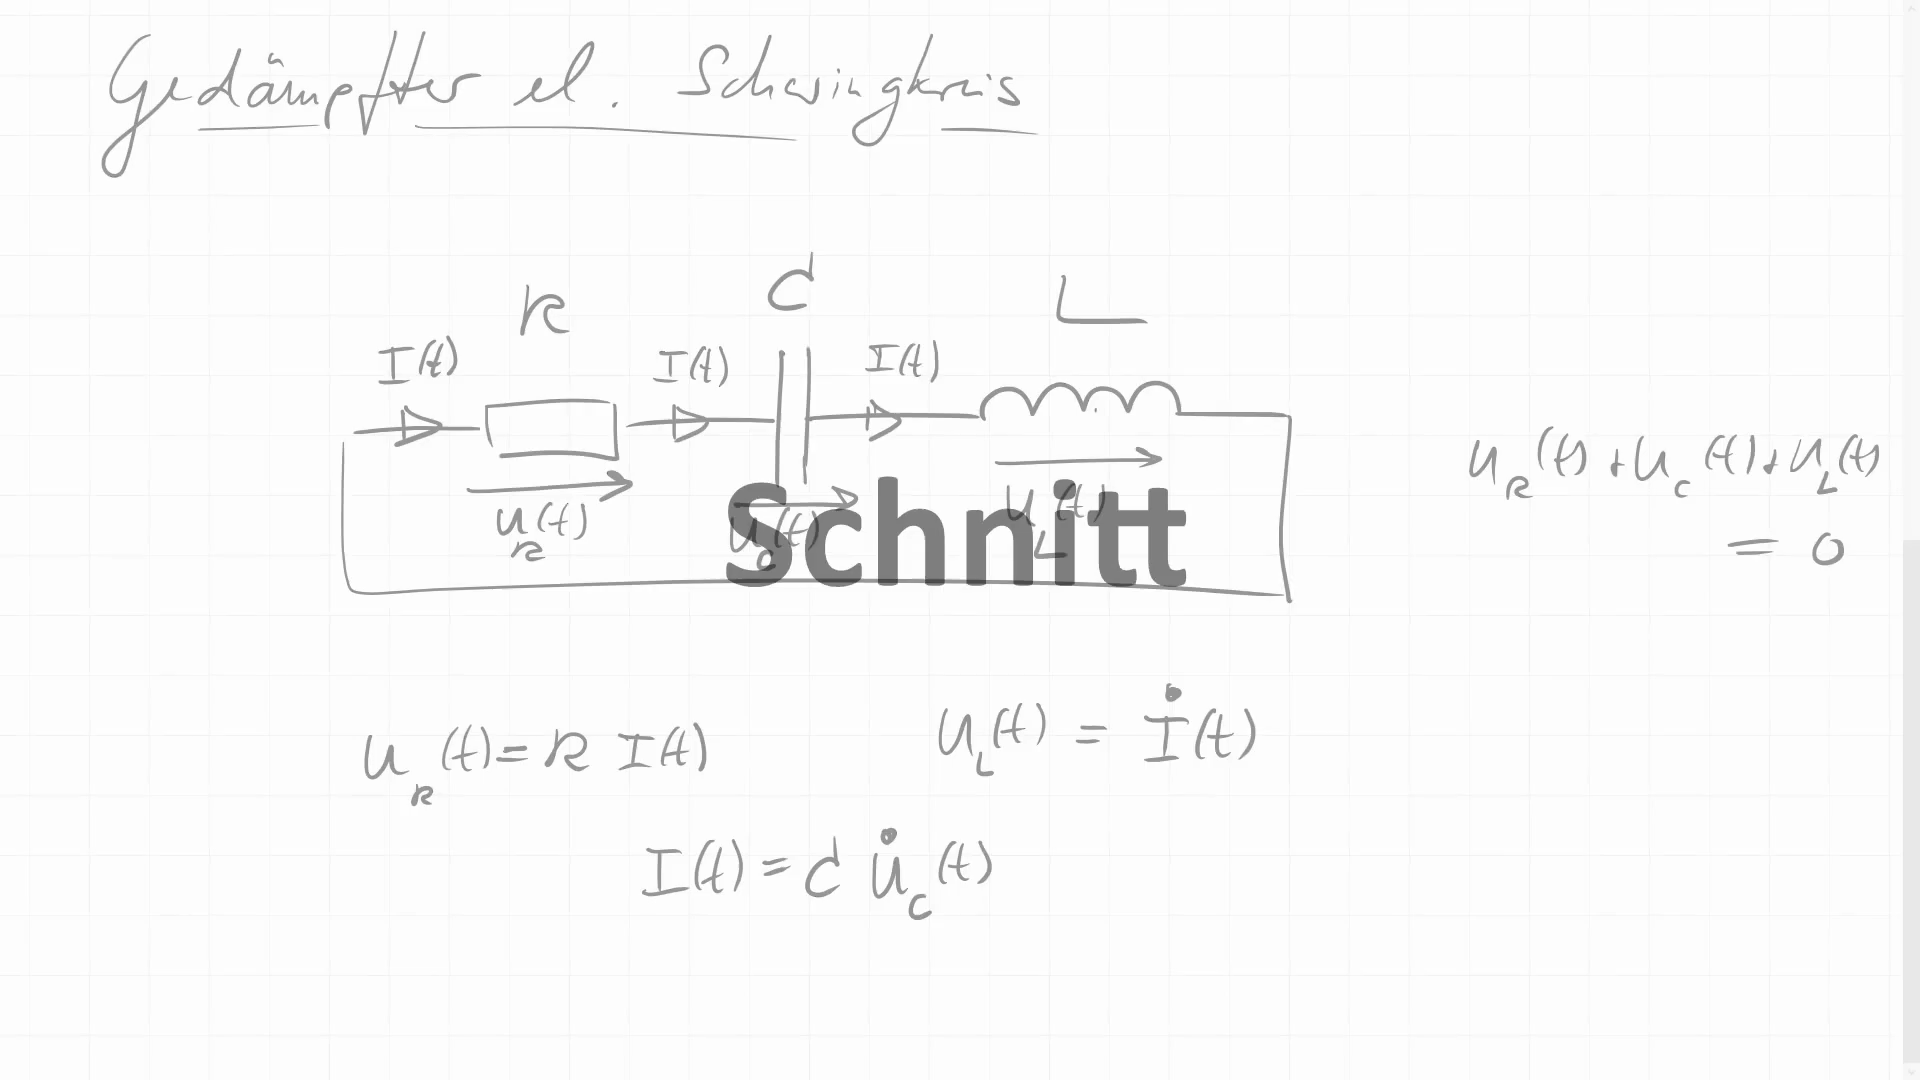 Gedämpfter el. Schwingkreis
R C L
I(t) I(t) I(t)
U_R(t) U_C(t) U_L(t)
U_R(t) + U_C(t) + U_L(t)
= 0
Schnitt
U_R(t) = R I(t)
U_L(t) = İ(t)
I(t) = C U̇_C(t)